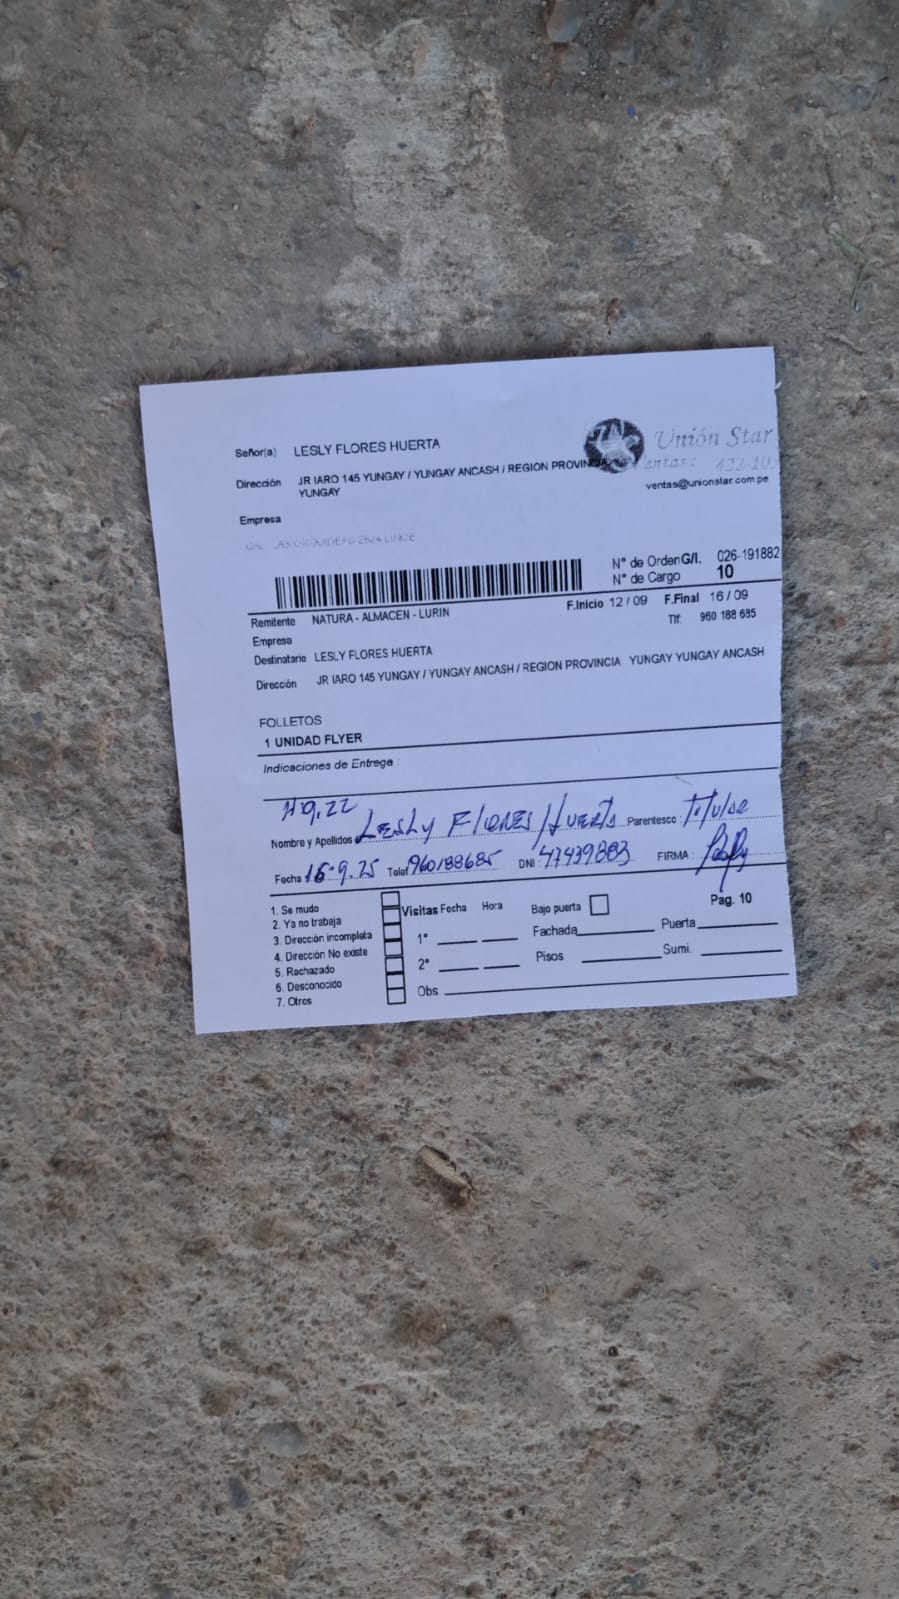 Señor(a) LESLY FLORES HUERTA
Unión Star
Dirección JR IARO 145 YUNGAY / YUNGAY ANCASH / REGION PROVINCIA
YUNGAY
ventas@unionstar.com.pe
Empresa
N° de Orden G/I. 026-191882
N° de Cargo 10
Remitente NATURA - ALMACEN - LURIN
F.Inicio 12 / 09 F.Final 16 / 09
Empresa
Tlf: 960 188 685
Destinatario LESLY FLORES HUERTA
Dirección JR IARO 145 YUNGAY / YUNGAY ANCASH / REGION PROVINCIA YUNGAY YUNGAY ANCASH
FOLLETOS
1 UNIDAD FLYER
Indicaciones de Entrega :
Nombre y Apellidos Lesly Flores Huerta Parentesco : Titular
Fecha 16.9.25 Telef 960188685 DNI : 47439883 FIRMA :
Pag. 10
1. Se mudo
2. Ya no trabaja
3. Dirección incompleta
4. Dirección No existe
5. Rechazado
6. Desconocido
7. Otros
Visitas Fecha Hora Bajo puerta
1° Fachada Puerta
2° Pisos Sumi.
Obs